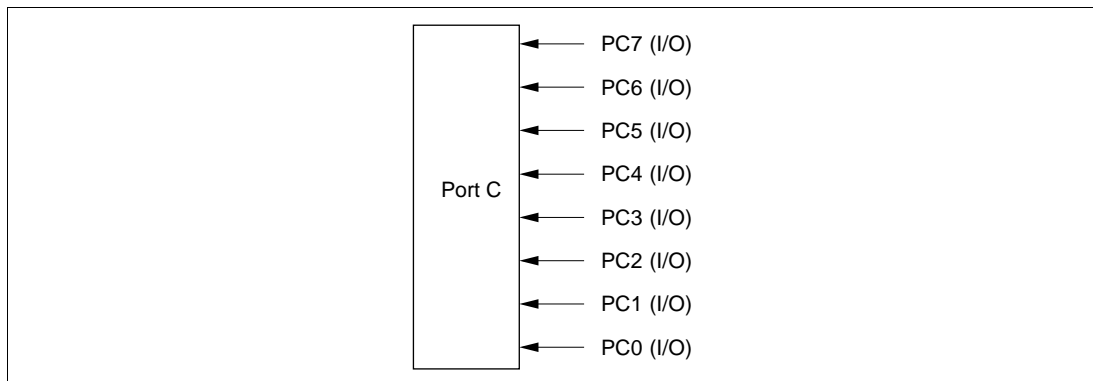 PC7 (I/O)
PC6 (I/O)
PC5 (I/O)
Port C
PC4 (I/O)
PC3 (I/O)
PC2 (I/O)
PC1 (I/O)
PC0 (I/O)